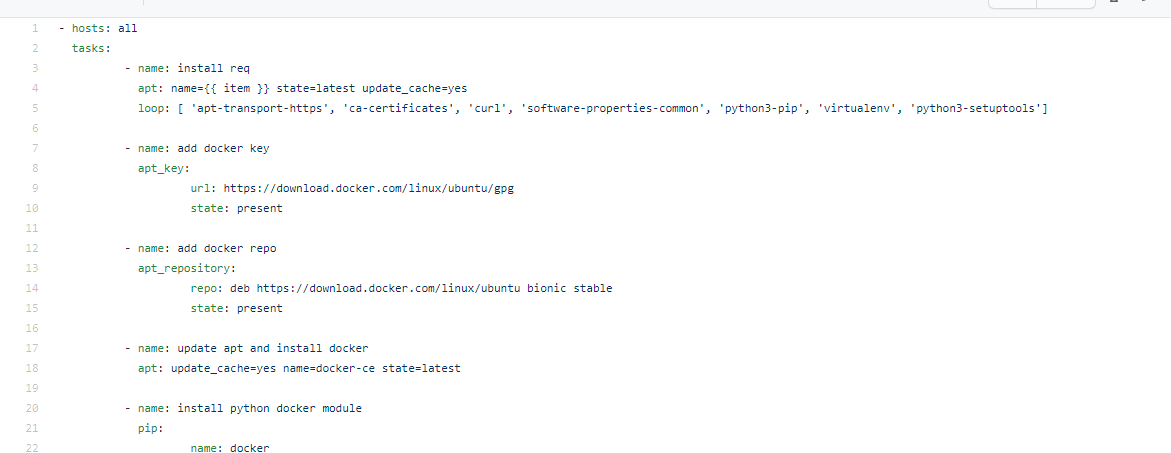 1 - hosts: all
2 tasks:
3 - name: install req
4 apt: name={{ item }} state=latest update_cache=yes
5 loop: [ 'apt-transport-https', 'ca-certificates', 'curl', 'software-properties-common', 'python3-pip', 'virtualenv', 'python3-setuptools']
6
7 - name: add docker key
8 apt_key:
9 url: https://download.docker.com/linux/ubuntu/gpg
10 state: present
11
12 - name: add docker repo
13 apt_repository:
14 repo: deb https://download.docker.com/linux/ubuntu bionic stable
15 state: present
16
17 - name: update apt and install docker
18 apt: update_cache=yes name=docker-ce state=latest
19
20 - name: install python docker module
21 pip:
22 name: docker